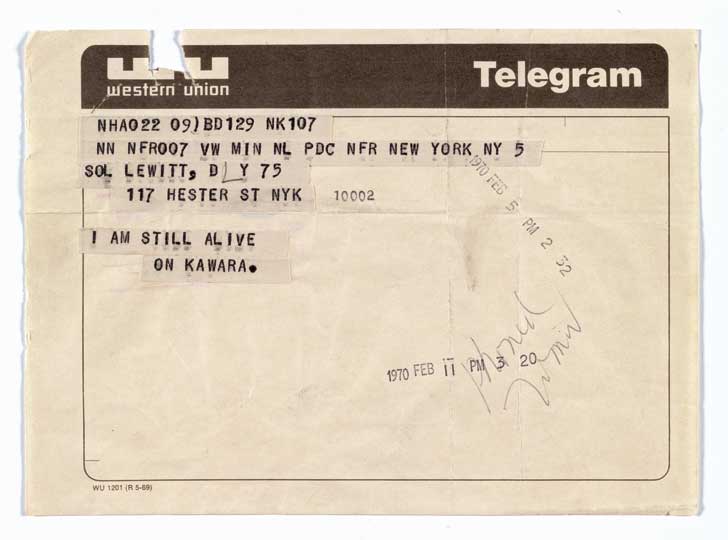 western union
Telegram
NHA022 09)BD129 NK107
NN NFR007 VW MIN NL PDC NFR NEW YORK NY 5
SOL LEWITT, DLY 75
117 HESTER ST NYK 10002
1970 FEB 5 PM 2 32
I AM STILL ALIVE
ON KAWARA.
phoned
1970 FEB 11 PM 3 20
WU 1201 (R 5-69)